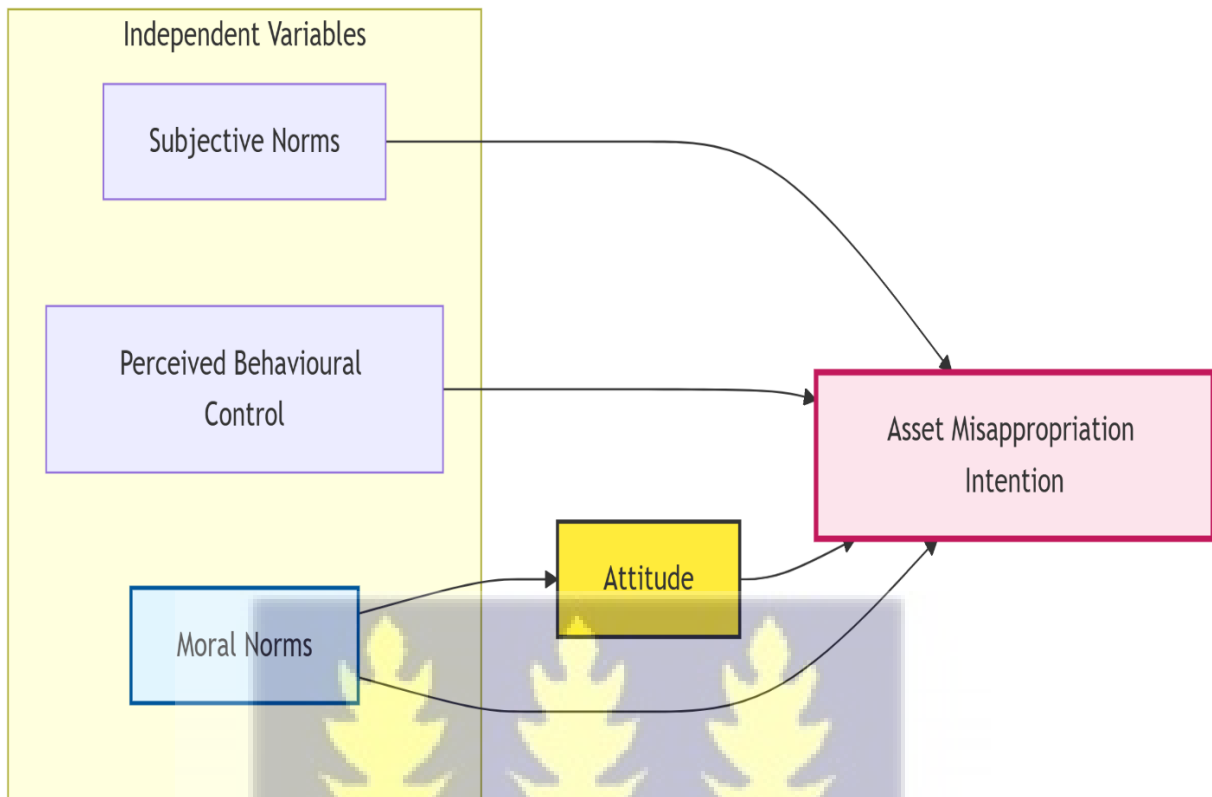 Independent Variables
Subjective Norms
Perceived Behavioural
Control
Asset Misappropriation
Intention
Attitude
Moral Norms